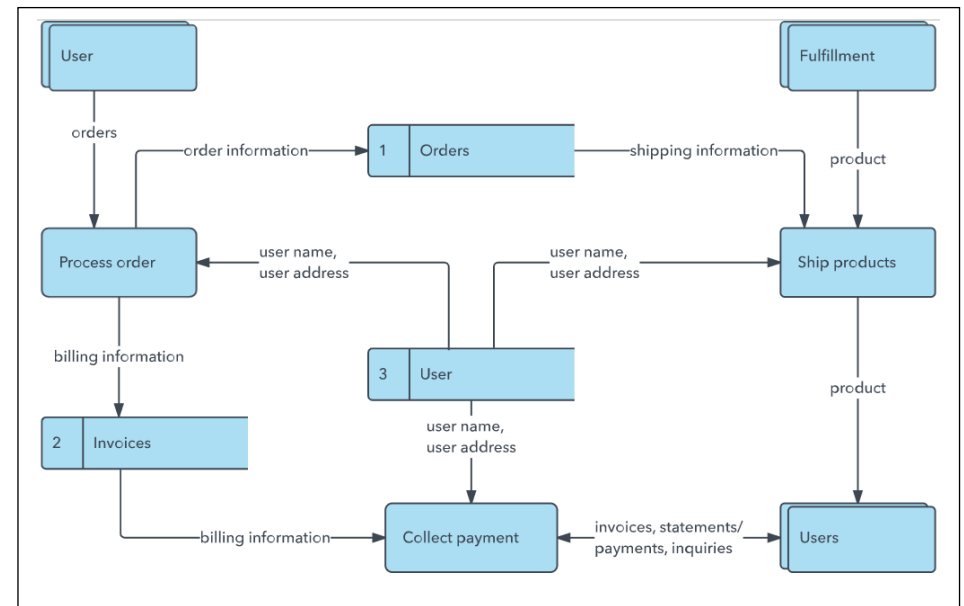 User
Fulfillment
orders
order information
1
Orders
shipping information
product
Process order
user name,
user address
user name,
user address
Ship products
billing information
3
User
product
2
Invoices
user name,
user address
billing information
Collect payment
invoices, statements/
payments, inquiries
Users